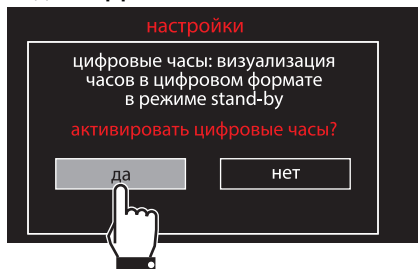 настройки
цифровые часы: визуализация
часов в цифровом формате
в режиме stand-by
активировать цифровые часы?
да
нет